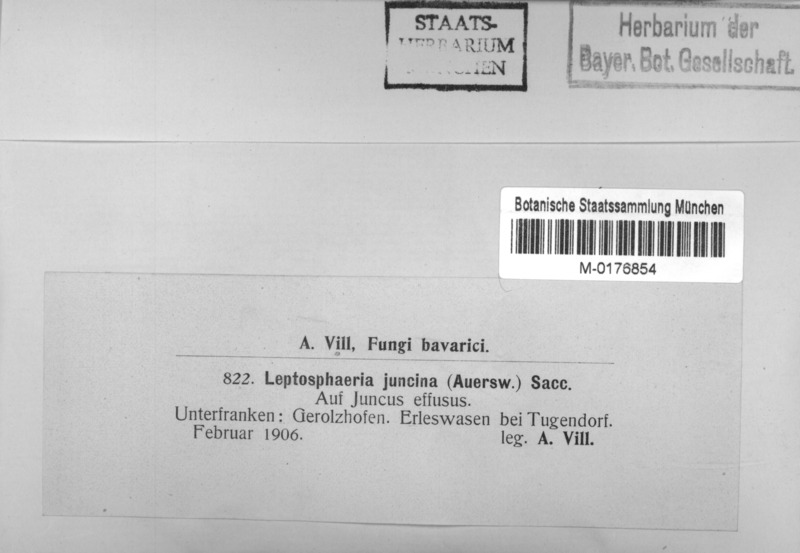 STAATS-
HERBARIUM
MÜNCHEN
Herbarium der
Bayer. Bot. Gesellschaft.
Botanische Staatssammlung München
M-0176854
A. Vill, Fungi bavarici.
822. Leptosphaeria juncina (Auersw.) Sacc.
Auf Juncus effusus.
Unterfranken: Gerolzhofen. Erleswasen bei Tugendorf.
Februar 1906. leg. A. Vill.